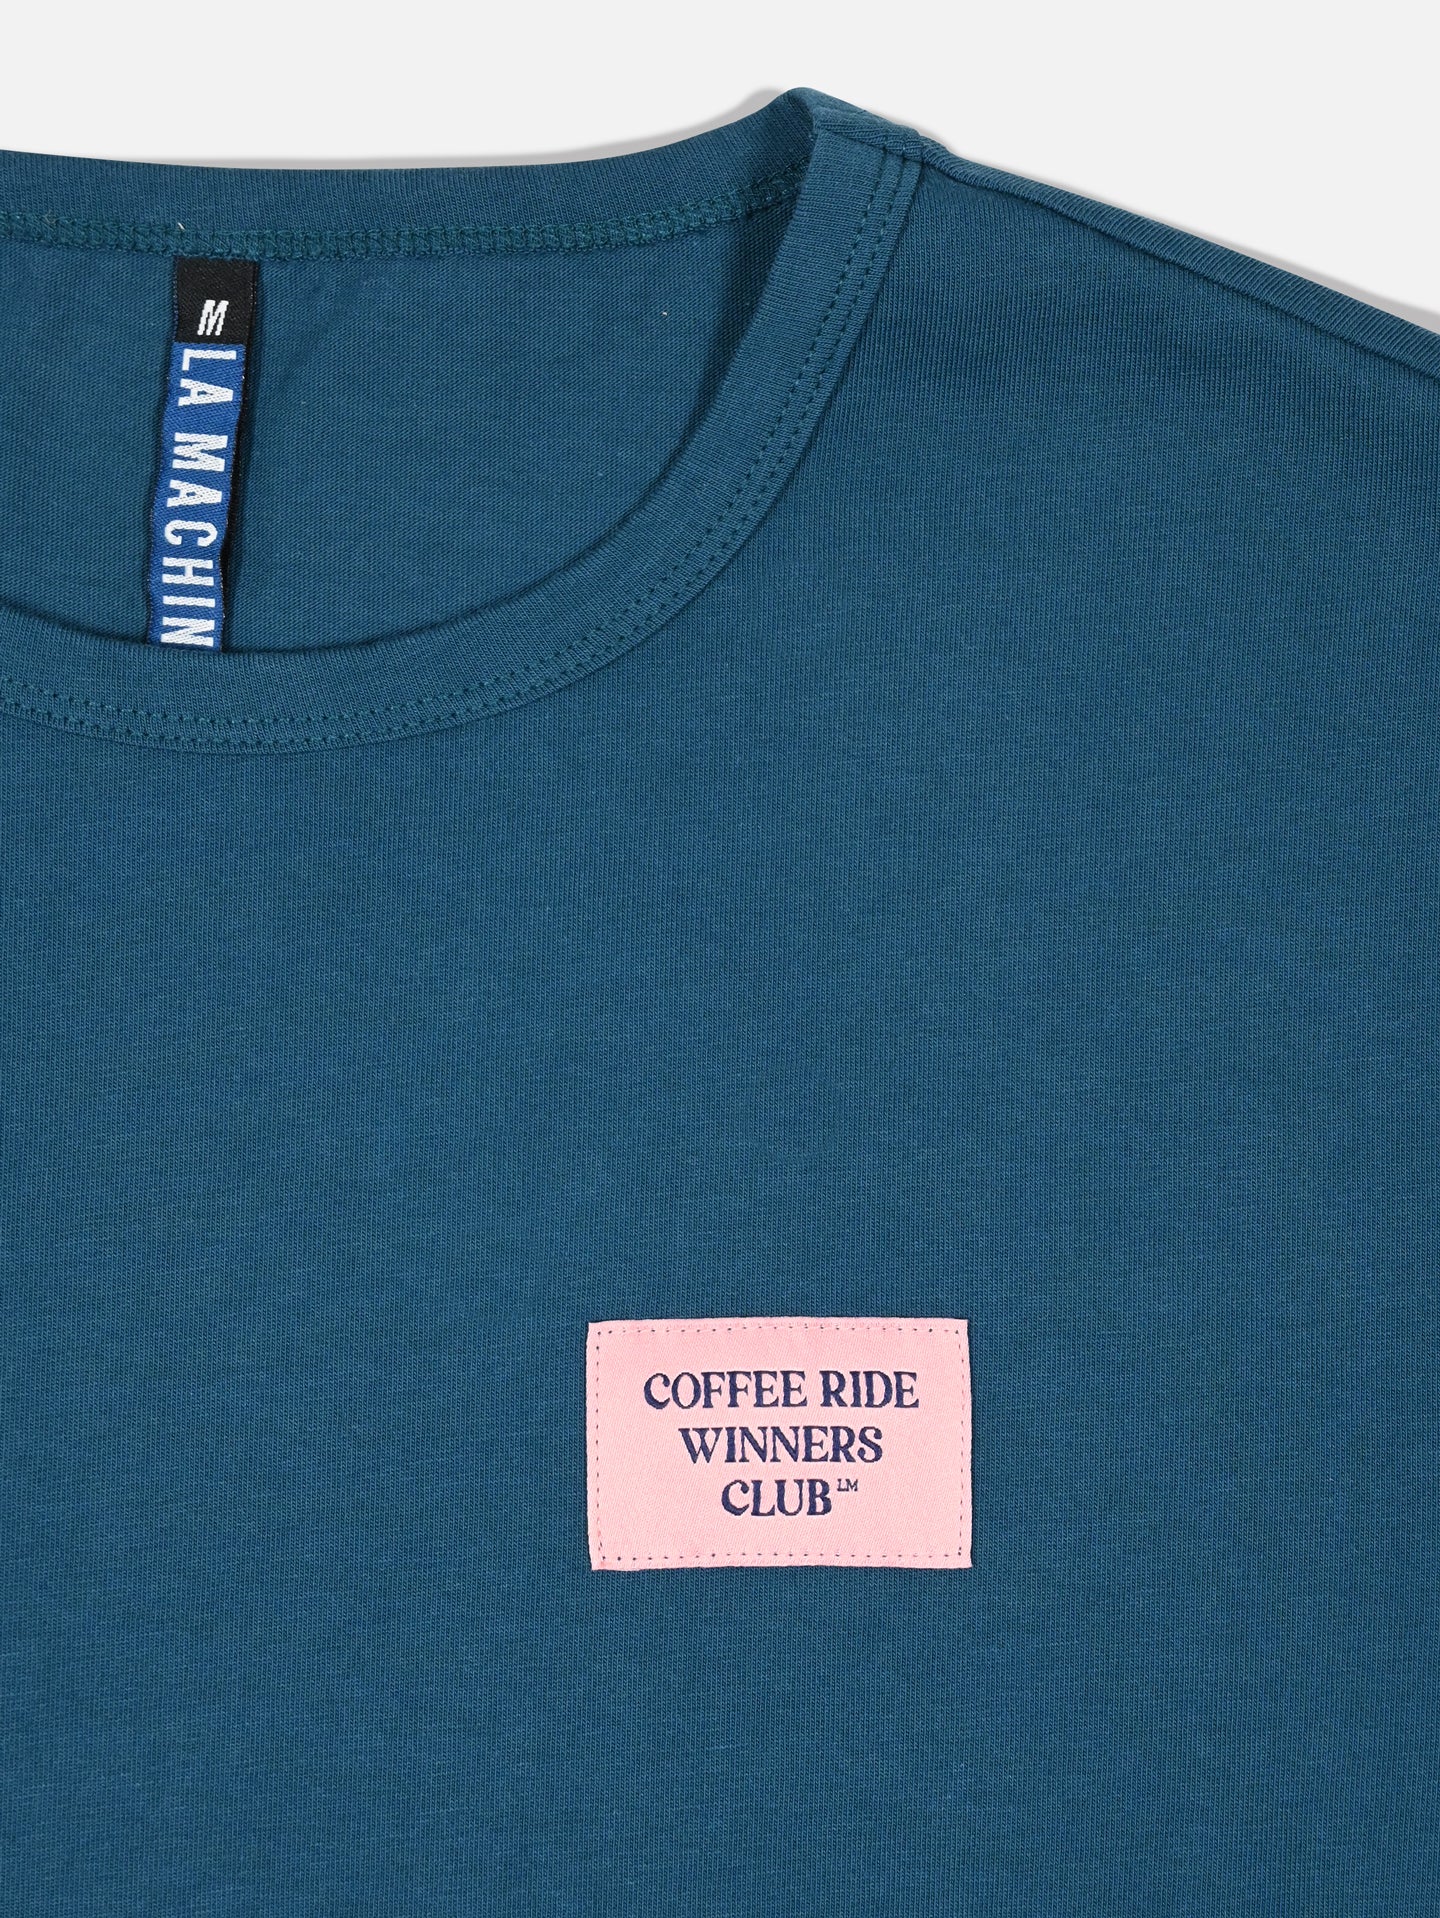 M
LA MACHIN
COFFEE RIDE
WINNERS
CLUB LM